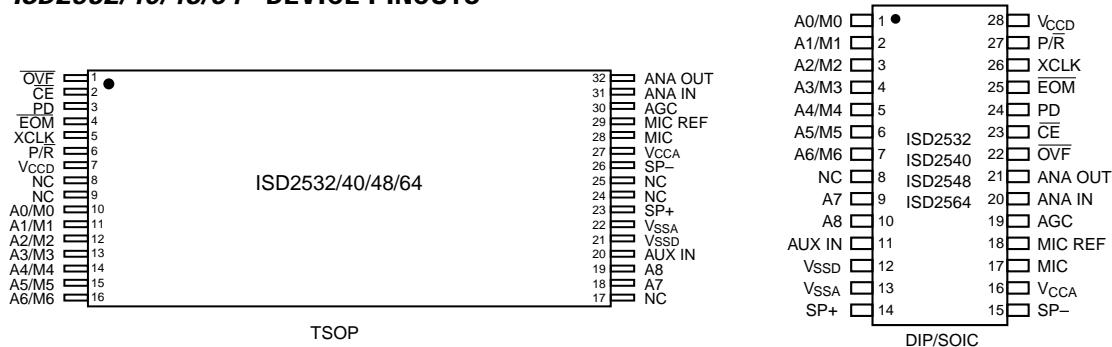 DEVICE PINOUTS
OVF 1
CE 2
PD 3
EOM 4
XCLK 5
P/R 6
VCCD 7
NC 8
NC 9
A0/M0 10
A1/M1 11
A2/M2 12
A3/M3 13
A4/M4 14
A5/M5 15
A6/M6 16
ISD2532/40/48/64
32 ANA OUT
31 ANA IN
30 AGC
29 MIC REF
28 MIC
27 VCCA
26 SP–
25 NC
24 NC
23 SP+
22 VSSA
21 VSSD
20 AUX IN
19 A8
18 A7
17 NC
TSOP
A0/M0 1
A1/M1 2
A2/M2 3
A3/M3 4
A4/M4 5
A5/M5 6
A6/M6 7
NC 8
A7 9
A8 10
AUX IN 11
VSSD 12
VSSA 13
SP+ 14
ISD2532
ISD2540
ISD2548
ISD2564
28 VCCD
27 P/R
26 XCLK
25 EOM
24 PD
23 CE
22 OVF
21 ANA OUT
20 ANA IN
19 AGC
18 MIC REF
17 MIC
16 VCCA
15 SP–
DIP/SOIC